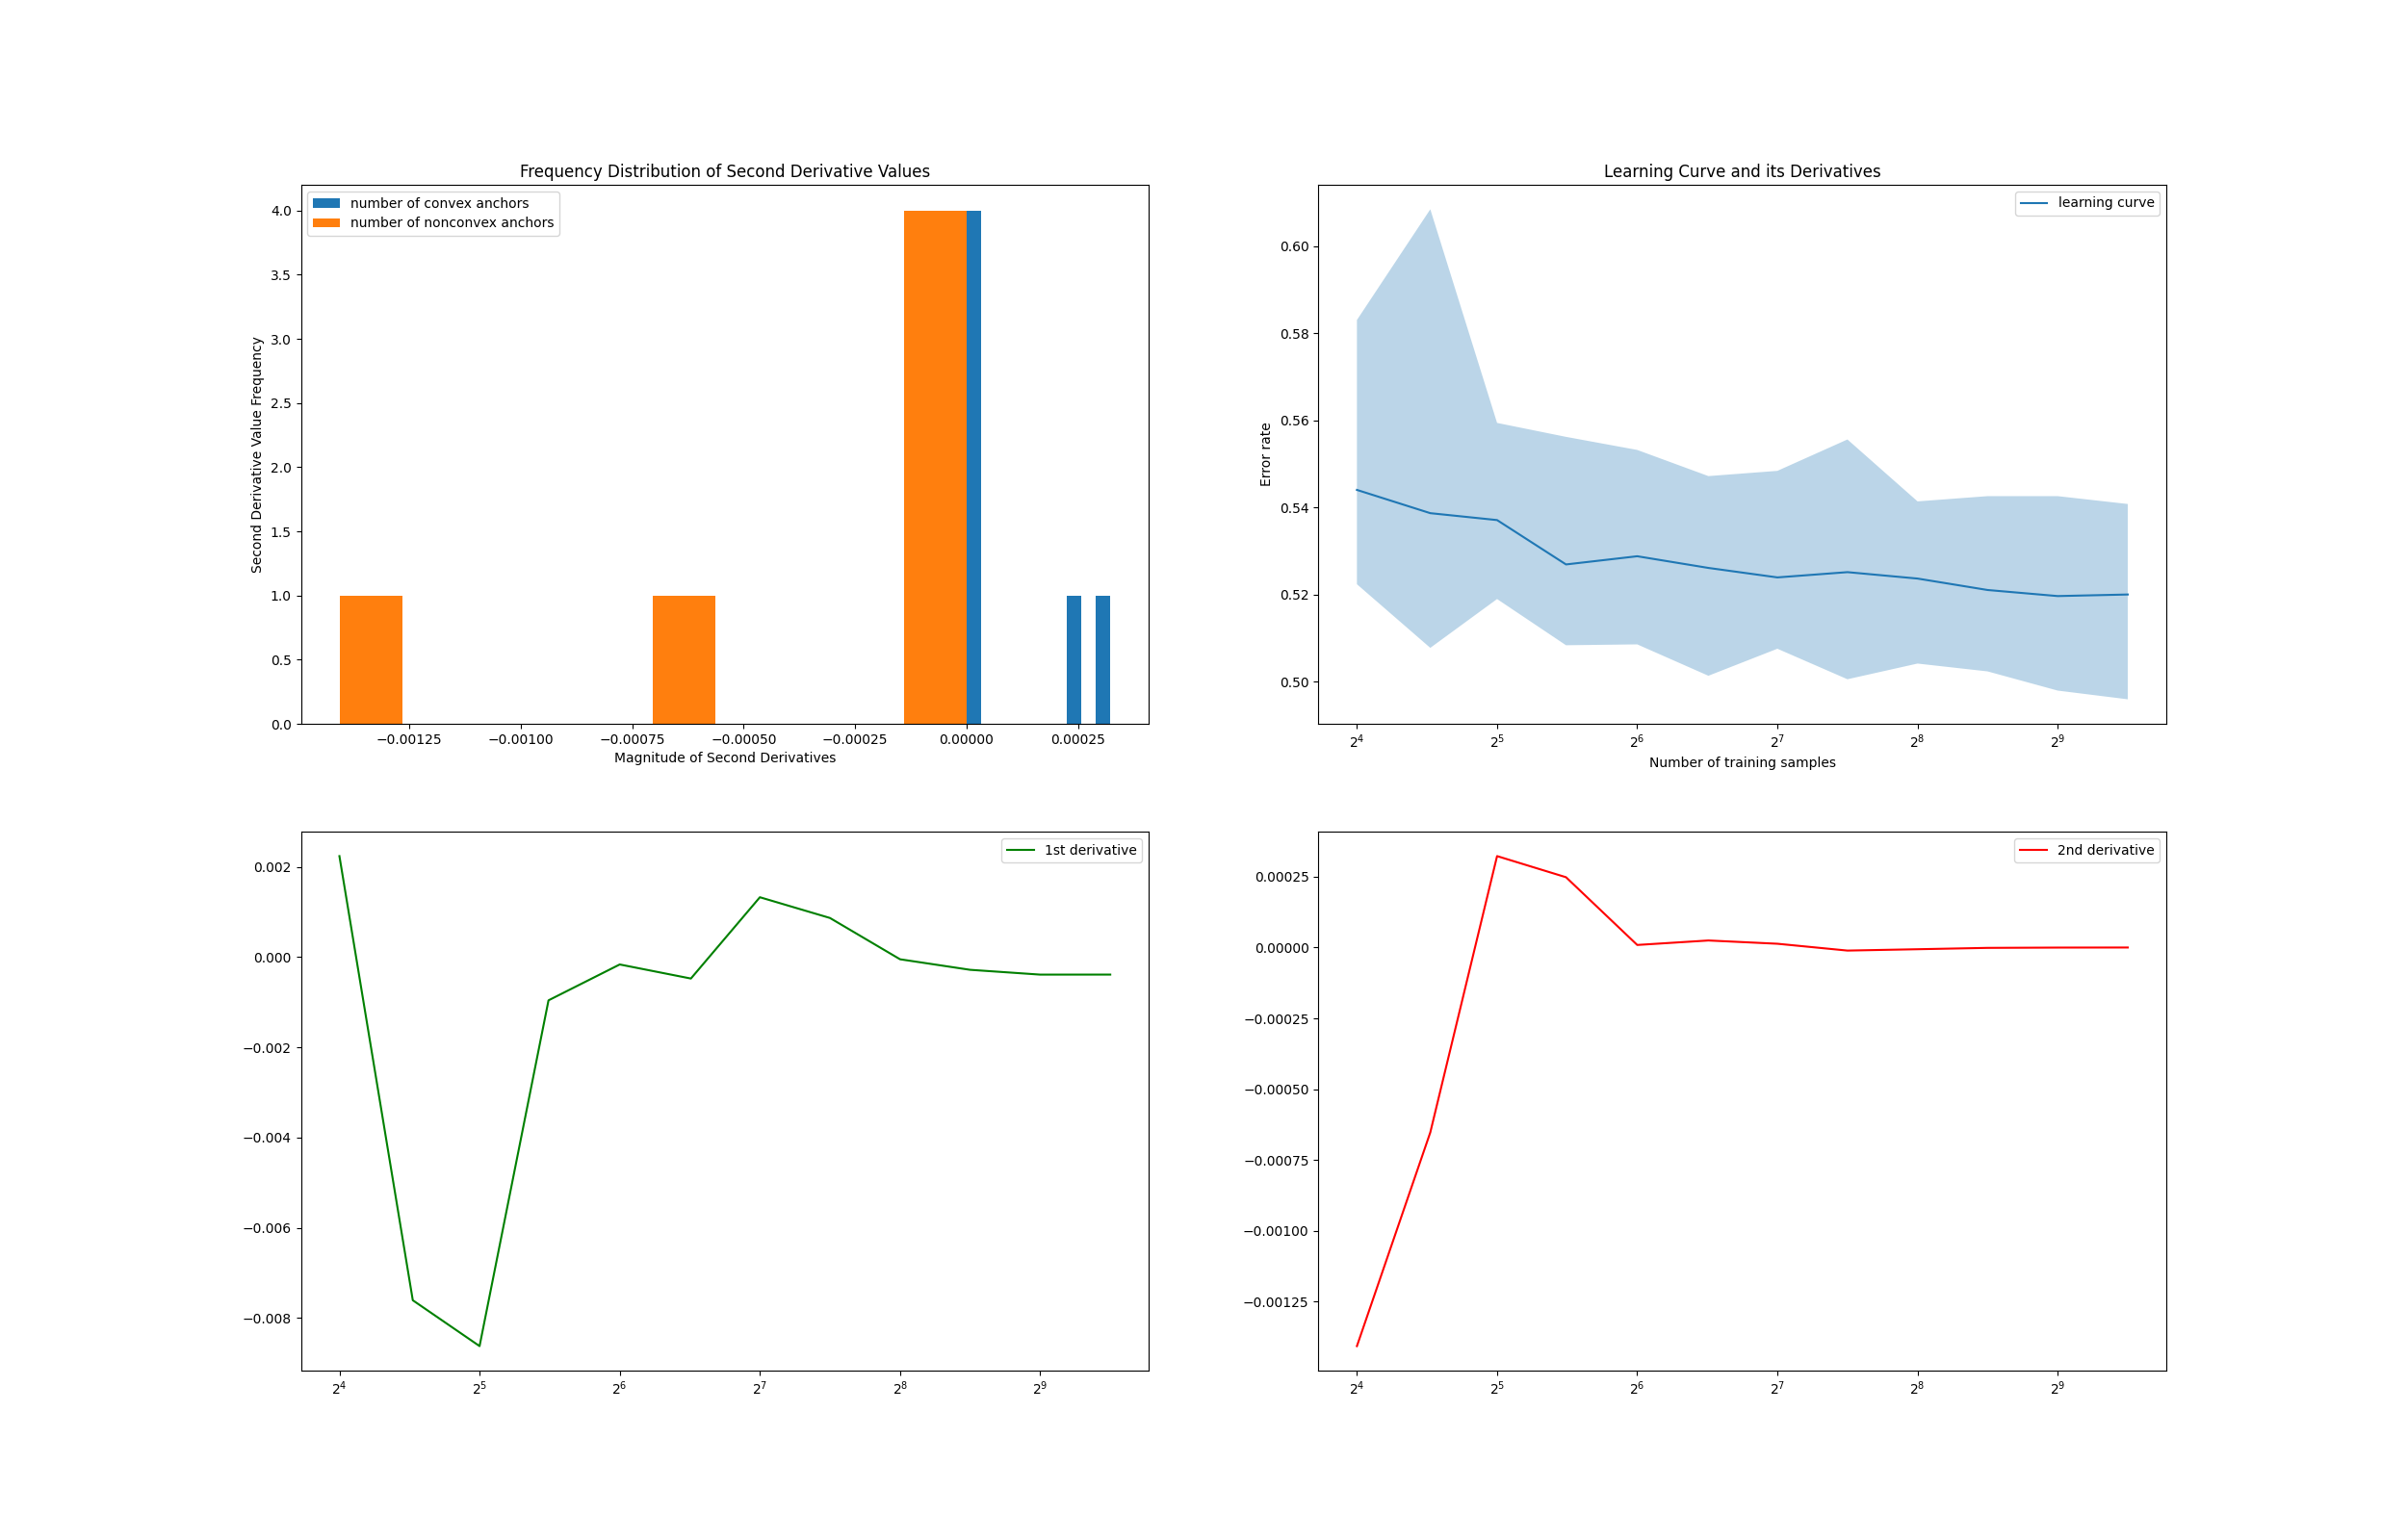 Frequency Distribution of Second Derivative Values
number of convex anchors
number of nonconvex anchors
4.0
3.5
3.0
2.5
2.0
1.5
1.0
0.5
0.0
Second Derivative Value Frequency
−0.00125 −0.00100 −0.00075 −0.00050 −0.00025 0.00000 0.00025
Magnitude of Second Derivatives
Learning Curve and its Derivatives
learning curve
0.60
0.58
0.56
0.54
0.52
0.50
Error rate
2⁴ 2⁵ 2⁶ 2⁷ 2⁸ 2⁹
Number of training samples
1st derivative
0.002
0.000
−0.002
−0.004
−0.006
−0.008
2⁴ 2⁵ 2⁶ 2⁷ 2⁸ 2⁹
2nd derivative
0.00025
0.00000
−0.00025
−0.00050
−0.00075
−0.00100
−0.00125
2⁴ 2⁵ 2⁶ 2⁷ 2⁸ 2⁹